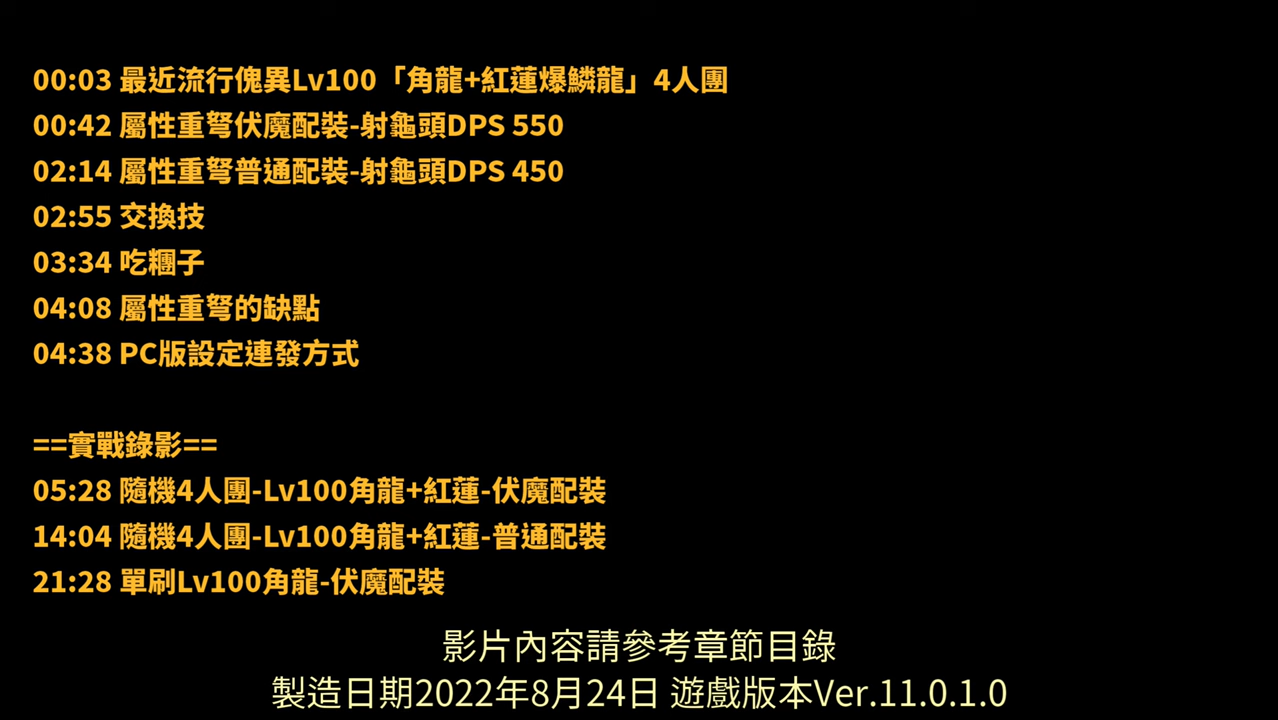 00:03 最近流行傀異Lv100「角龍+紅蓮爆鱗龍」4人團
00:42 屬性重弩伏魔配裝-射龜頭DPS 550
02:14 屬性重弩普通配裝-射龜頭DPS 450
02:55 交換技
03:34 吃糰子
04:08 屬性重弩的缺點
04:38 PC版設定連發方式
==實戰錄影==
05:28 隨機4人團-Lv100角龍+紅蓮-伏魔配裝
14:04 隨機4人團-Lv100角龍+紅蓮-普通配裝
21:28 單刷Lv100角龍-伏魔配裝
影片內容請參考章節目錄
製造日期2022年8月24日 遊戲版本Ver.11.0.1.0